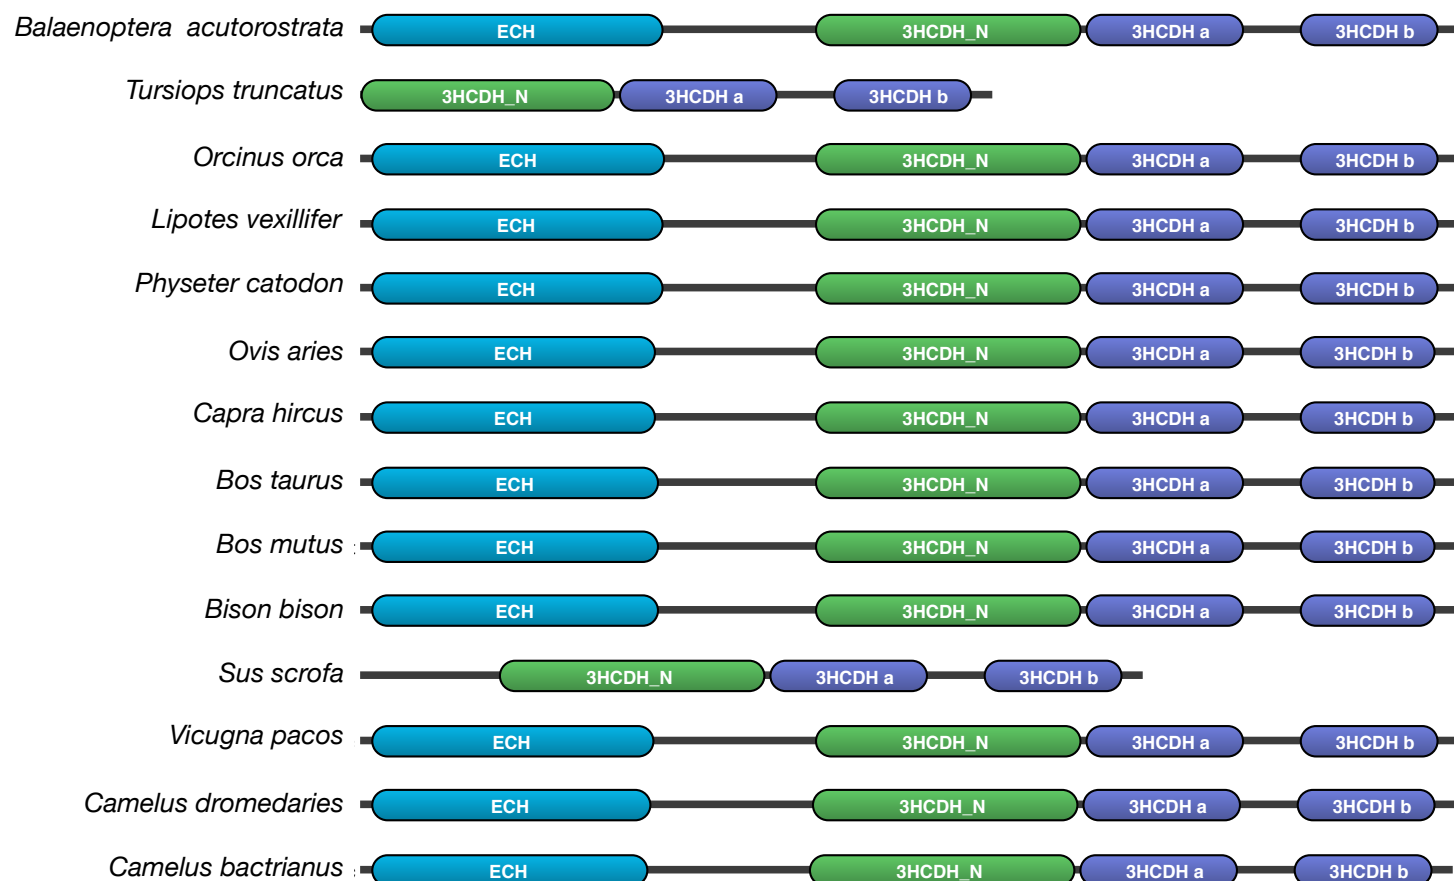 Balaenoptera acutorostrata ECH 3HCDH_N 3HCDH a 3HCDH b
Tursiops truncatus 3HCDH_N 3HCDH a 3HCDH b
Orcinus orca ECH 3HCDH_N 3HCDH a 3HCDH b
Lipotes vexillifer ECH 3HCDH_N 3HCDH a 3HCDH b
Physeter catodon ECH 3HCDH_N 3HCDH a 3HCDH b
Ovis aries ECH 3HCDH_N 3HCDH a 3HCDH b
Capra hircus ECH 3HCDH_N 3HCDH a 3HCDH b
Bos taurus ECH 3HCDH_N 3HCDH a 3HCDH b
Bos mutus ECH 3HCDH_N 3HCDH a 3HCDH b
Bison bison ECH 3HCDH_N 3HCDH a 3HCDH b
Sus scrofa 3HCDH_N 3HCDH a 3HCDH b
Vicugna pacos ECH 3HCDH_N 3HCDH a 3HCDH b
Camelus dromedaries ECH 3HCDH_N 3HCDH a 3HCDH b
Camelus bactrianus ECH 3HCDH_N 3HCDH a 3HCDH b